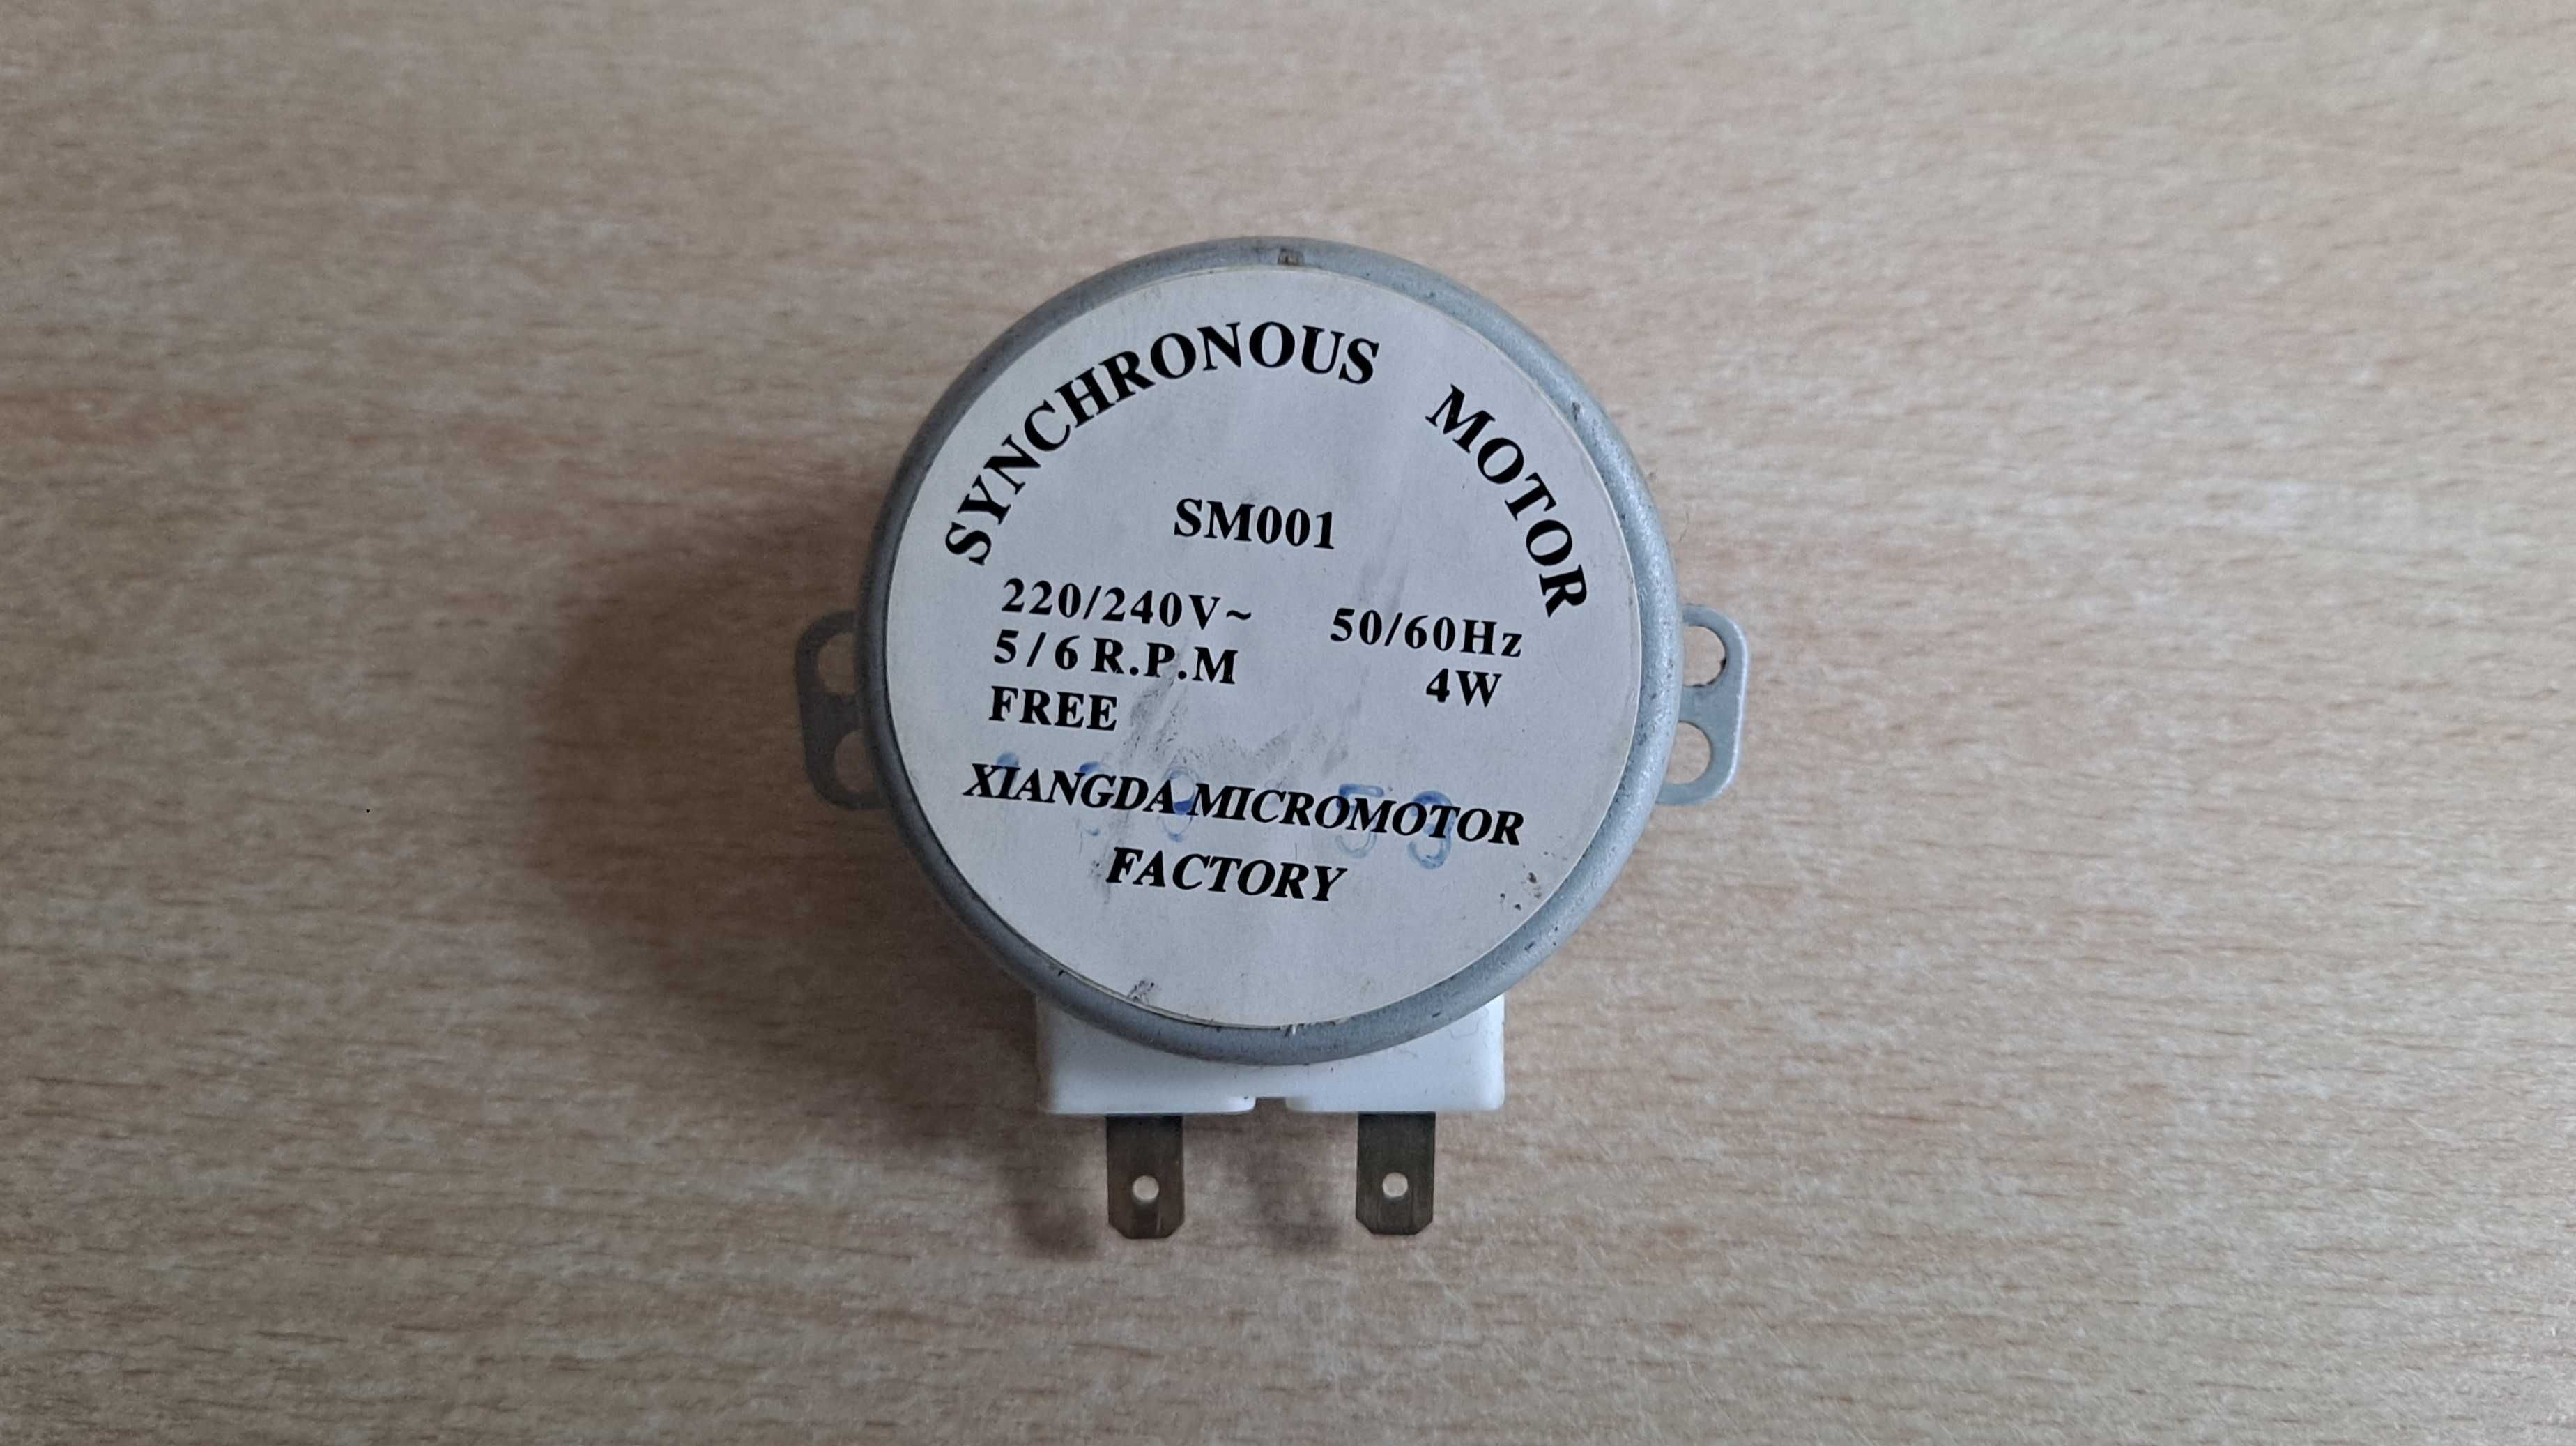 SYNCHRONOUS MOTOR
SM001
220/240V~ 50/60Hz
5/6 R.P.M 4W
FREE
XIANGDA MICROMOTOR
FACTORY